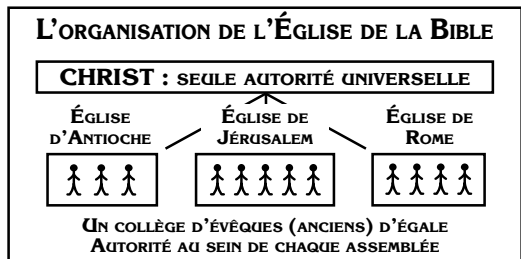 L'organisation de l'Église de la Bible
CHRIST : seule autorité universelle
Église d'Antioche
Église de Jérusalem
Église de Rome
Un collège d'évêques (anciens) d'égale
Autorité au sein de chaque assemblée